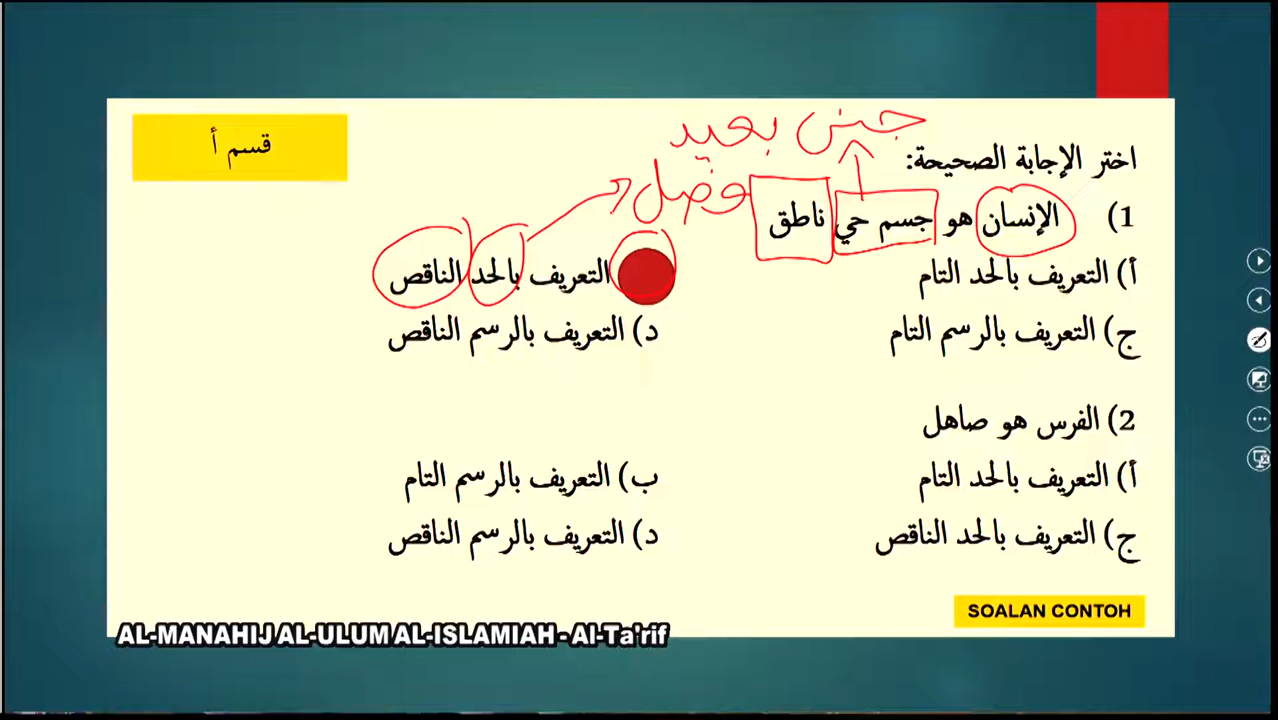 قسم أ
جنس بعيد
اختر الإجابة الصحيحة:
فصل
1) الإنسان هو جسم حي ناطق
أ) التعريف بالحد التام
التعريف بالحد الناقص
ج) التعريف بالرسم التام
د) التعريف بالرسم الناقص
2) الفرس هو صاهل
أ) التعريف بالحد التام
ب) التعريف بالرسم التام
ج) التعريف بالحد الناقص
د) التعريف بالرسم الناقص
SOALAN CONTOH
AL-MANAHIJ AL-ULUM AL-ISLAMIAH - Al-Ta'rif